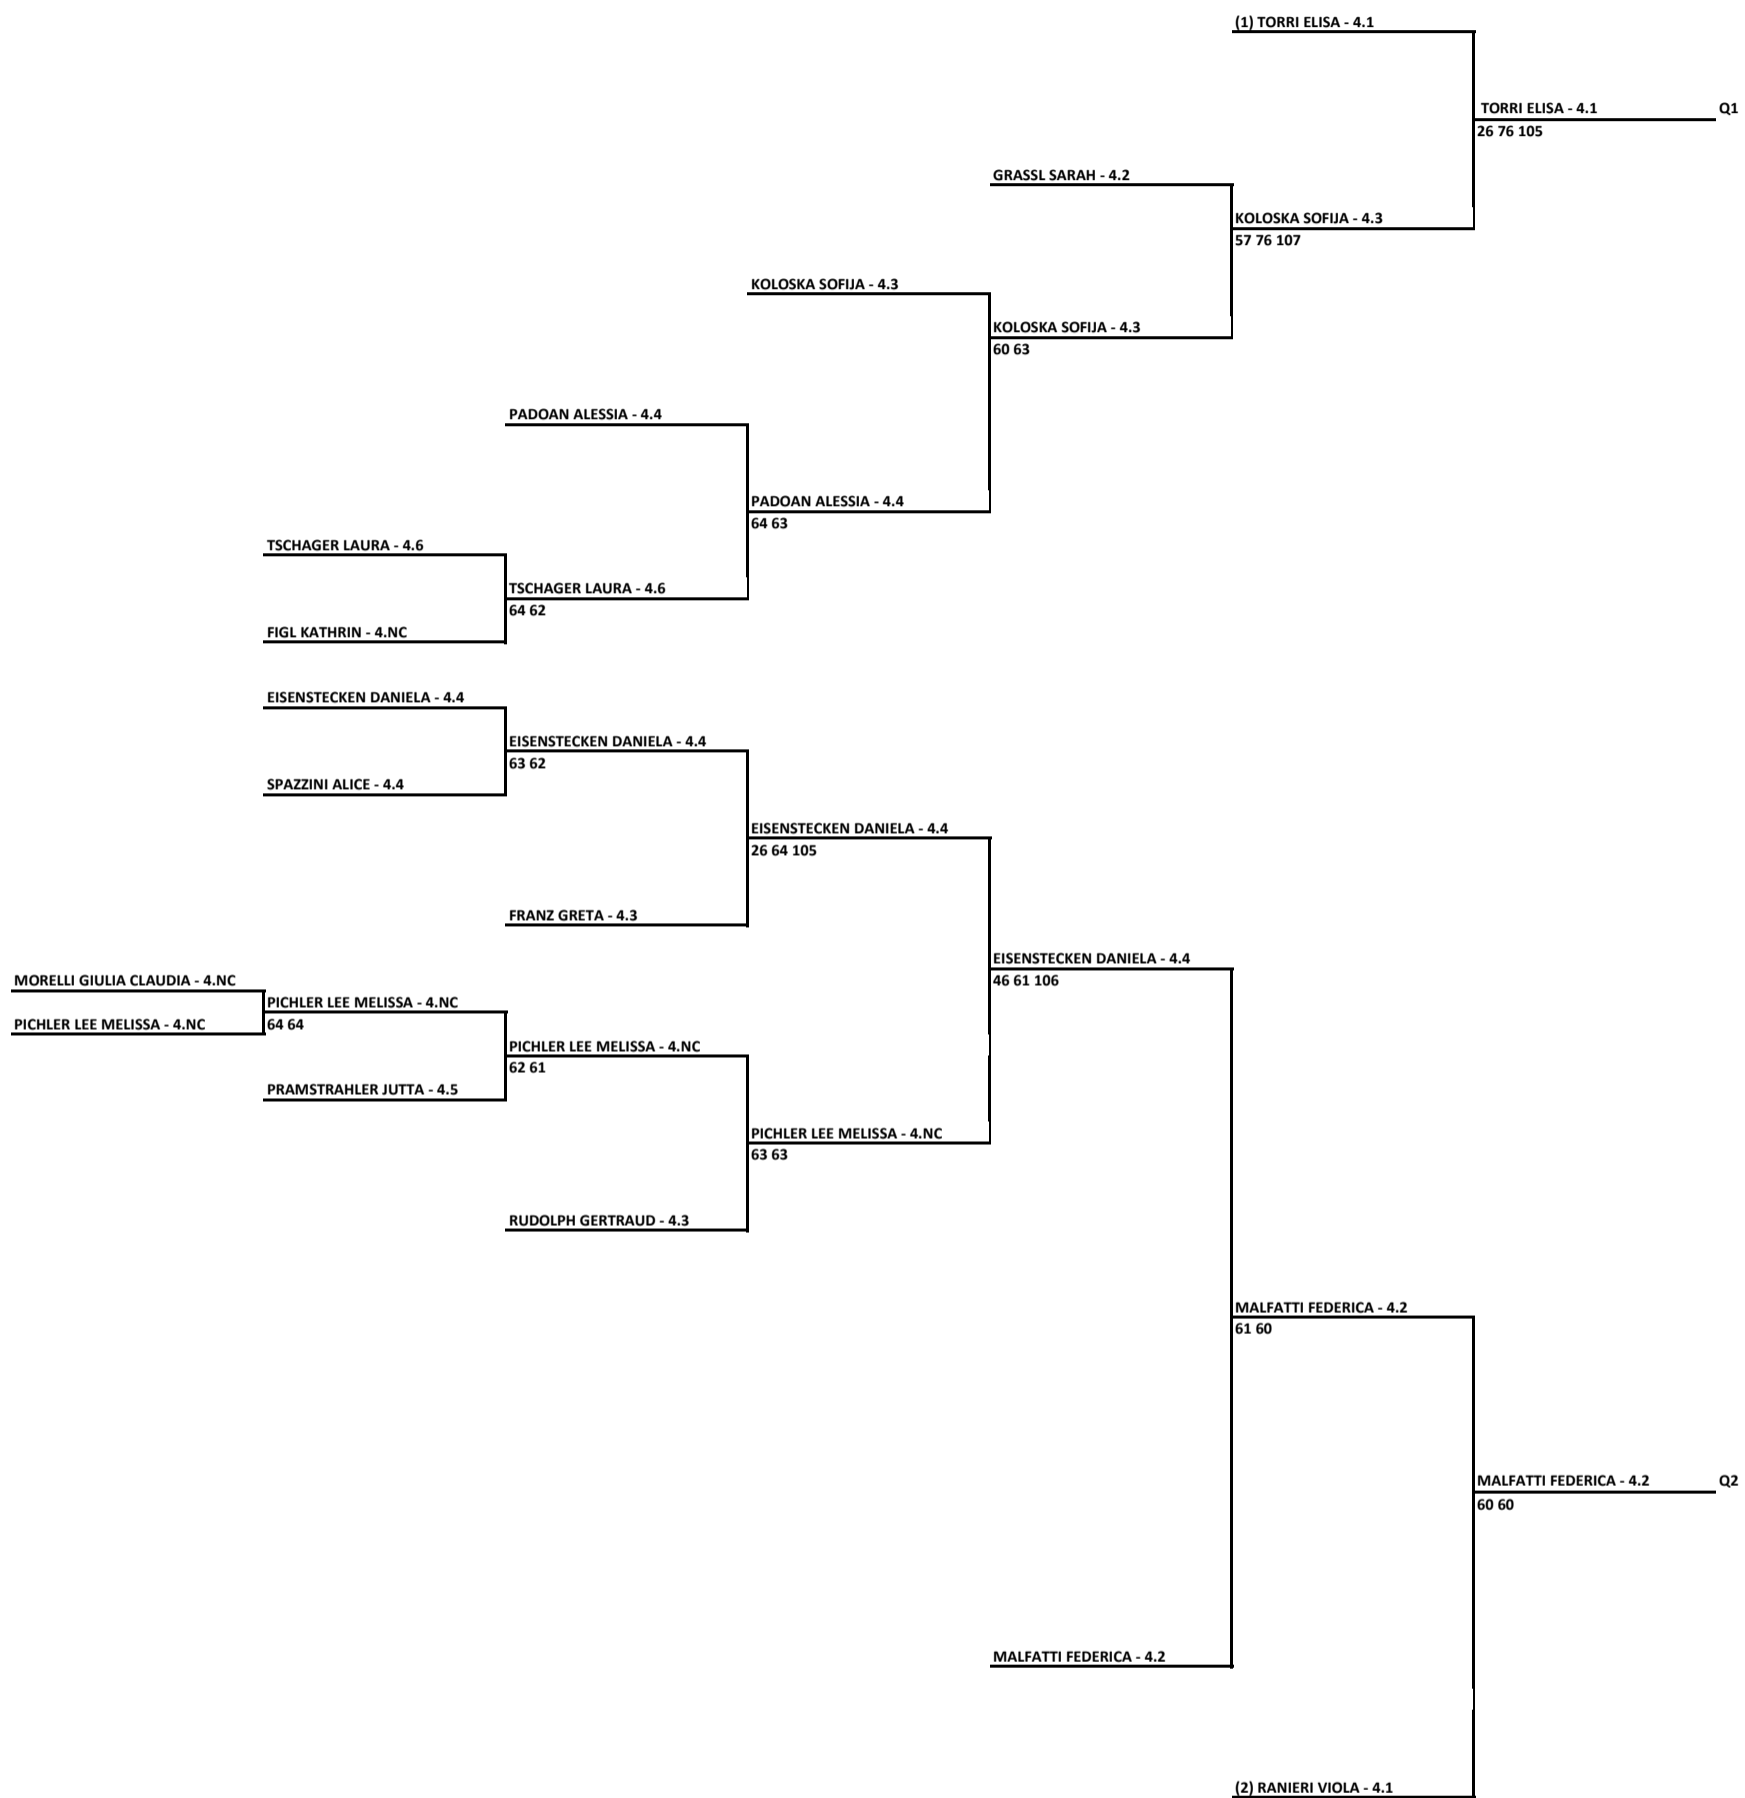 (1) TORRI ELISA - 4.1
TORRI ELISA - 4.1 Q1
26 76 105
GRASSL SARAH - 4.2
KOLOSKA SOFIJA - 4.3
57 76 107
KOLOSKA SOFIJA - 4.3
KOLOSKA SOFIJA - 4.3
60 63
PADOAN ALESSIA - 4.4
PADOAN ALESSIA - 4.4
64 63
TSCHAGER LAURA - 4.6
TSCHAGER LAURA - 4.6
64 62
FIGL KATHRIN - 4.NC
EISENSTECKEN DANIELA - 4.4
EISENSTECKEN DANIELA - 4.4
63 62
SPAZZINI ALICE - 4.4
EISENSTECKEN DANIELA - 4.4
26 64 105
FRANZ GRETA - 4.3
EISENSTECKEN DANIELA - 4.4
46 61 106
MORELLI GIULIA CLAUDIA - 4.NC
PICHLER LEE MELISSA - 4.NC
PICHLER LEE MELISSA - 4.NC
64 64
PICHLER LEE MELISSA - 4.NC
62 61
PRAMSTRAHLER JUTTA - 4.5
PICHLER LEE MELISSA - 4.NC
63 63
RUDOLPH GERTRAUD - 4.3
MALFATTI FEDERICA - 4.2
61 60
MALFATTI FEDERICA - 4.2 Q2
60 60
MALFATTI FEDERICA - 4.2
(2) RANIERI VIOLA - 4.1